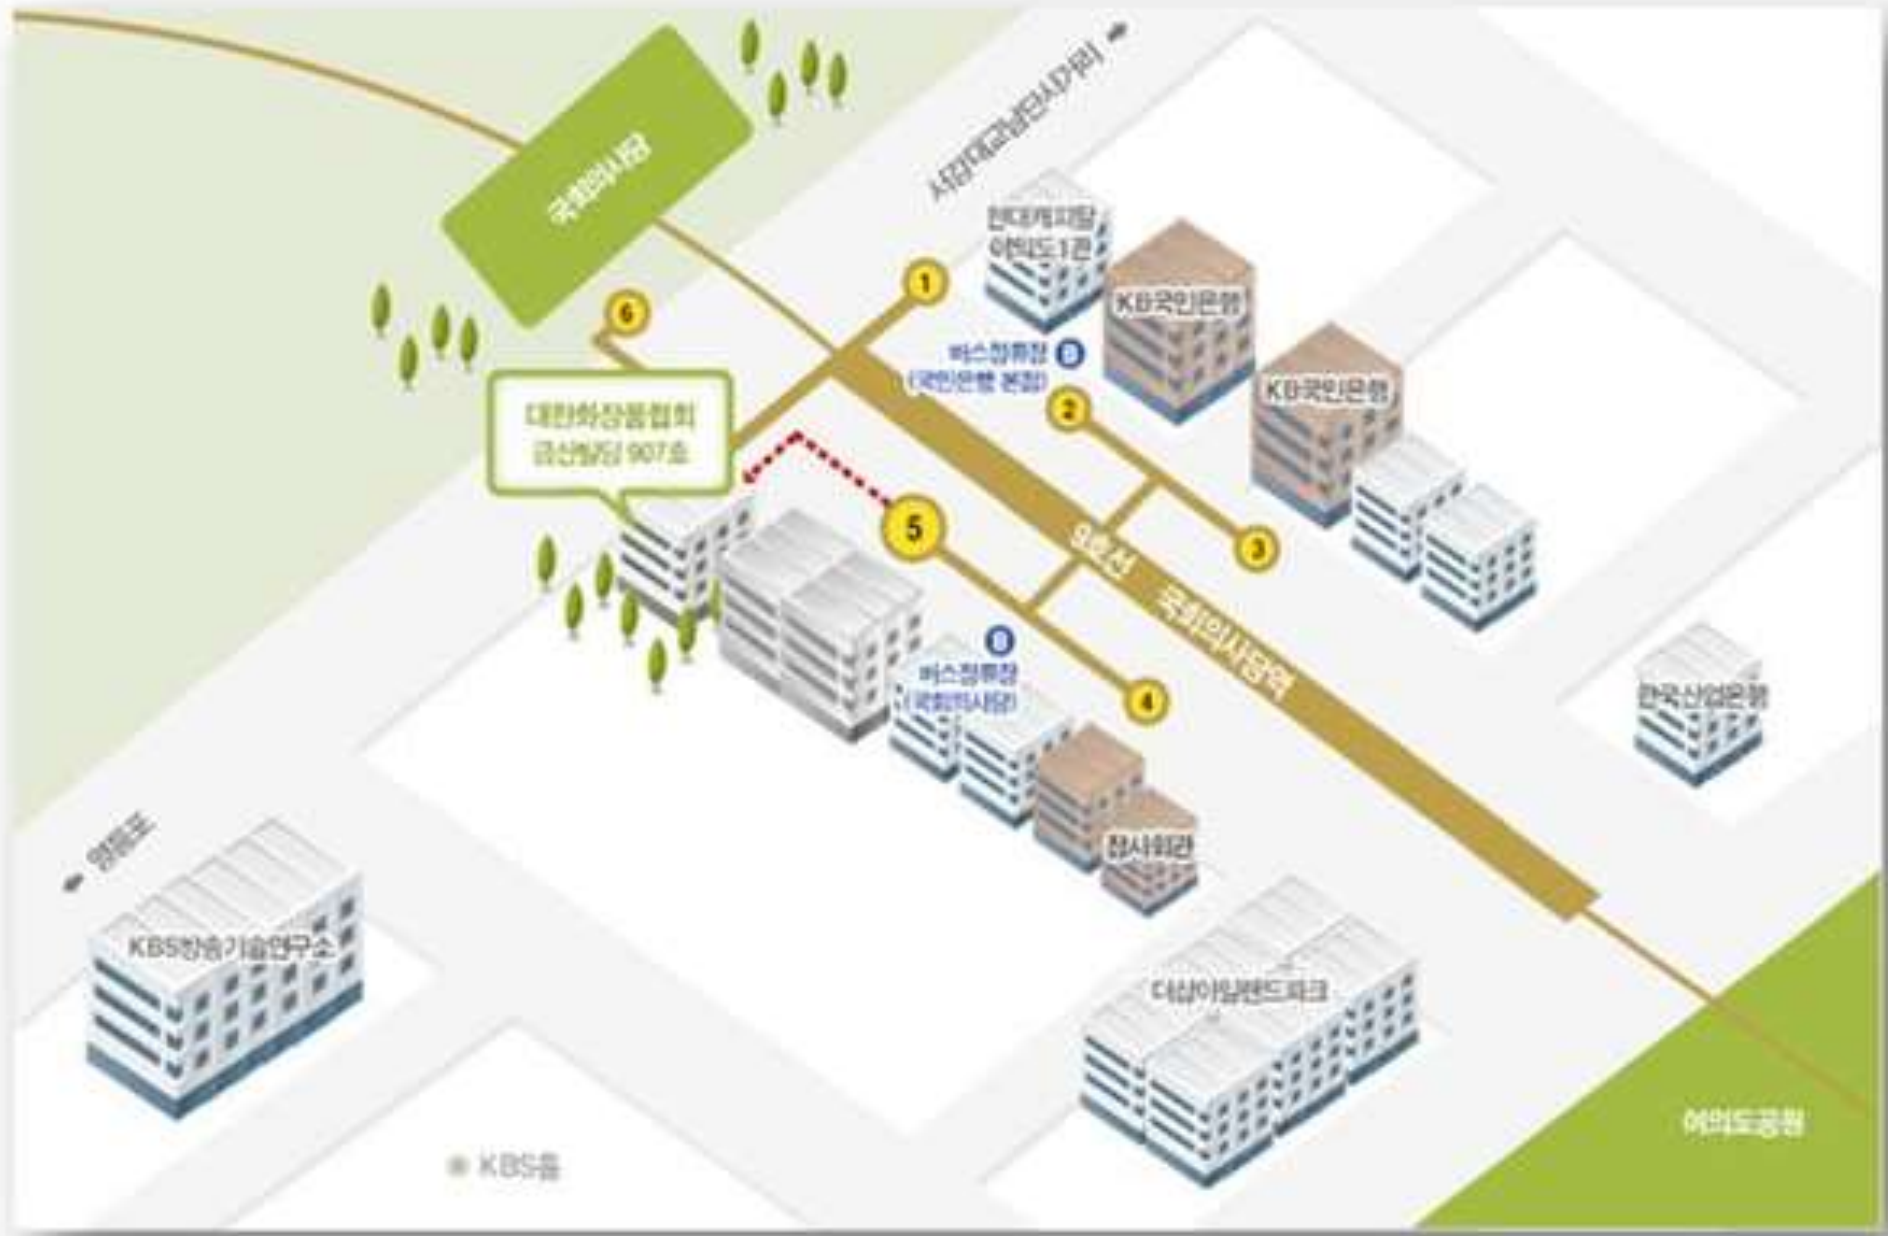 국회의사당
서강대교남단사거리
현대캐피탈
여의도1관
KB국인은행
KB국인은행
1
6
버스정류장 B
(국민은행 본점)
2
대한화장품협회
금산빌딩 907호
5
3
9호선 국회의사당역
B
버스정류장
(국회의사당)
4
한국산업은행
영등포
잠사회관
KBS방송기술연구소
더샵아일랜드파크
여의도공원
KBS홀